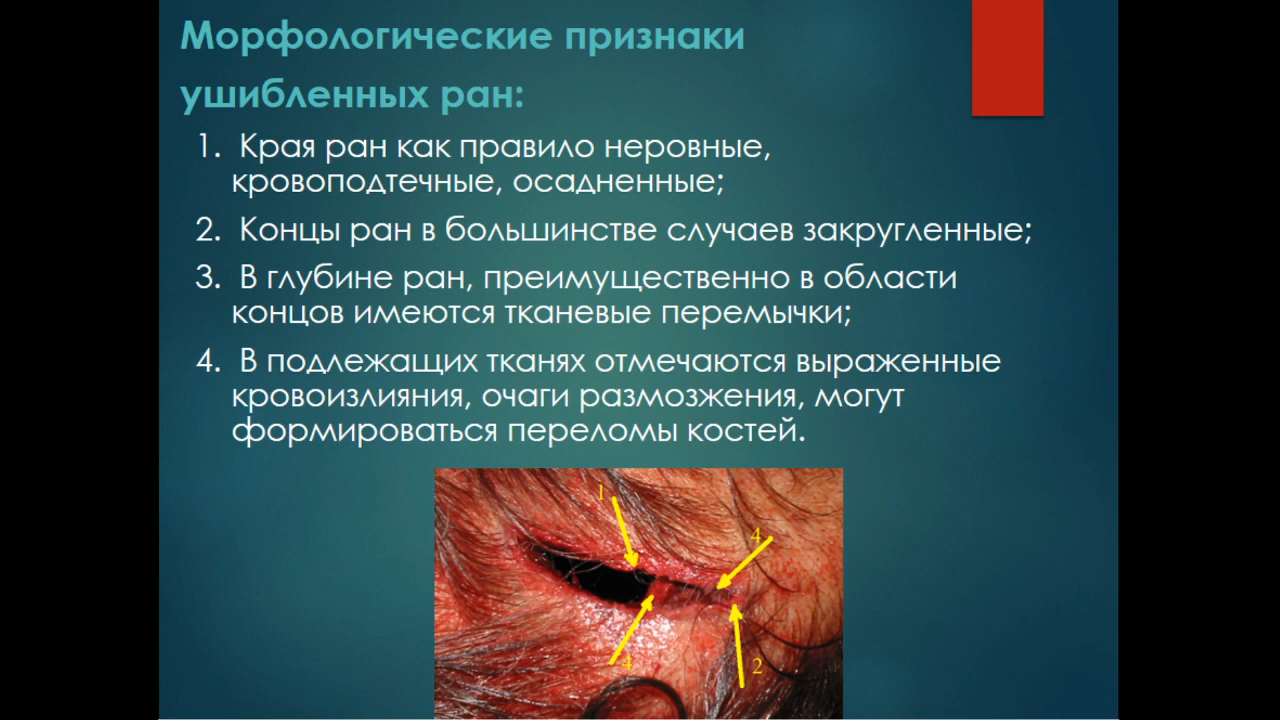 Морфологические признаки
ушибленных ран:
1. Края ран как правило неровные,
кровоподтечные, осадненные;
2. Концы ран в большинстве случаев закругленные;
3. В глубине ран, преимущественно в области
концов имеются тканевые перемычки;
4. В подлежащих тканях отмечаются выраженные
кровоизлияния, очаги размозжения, могут
формироваться переломы костей.
1
4
4
2